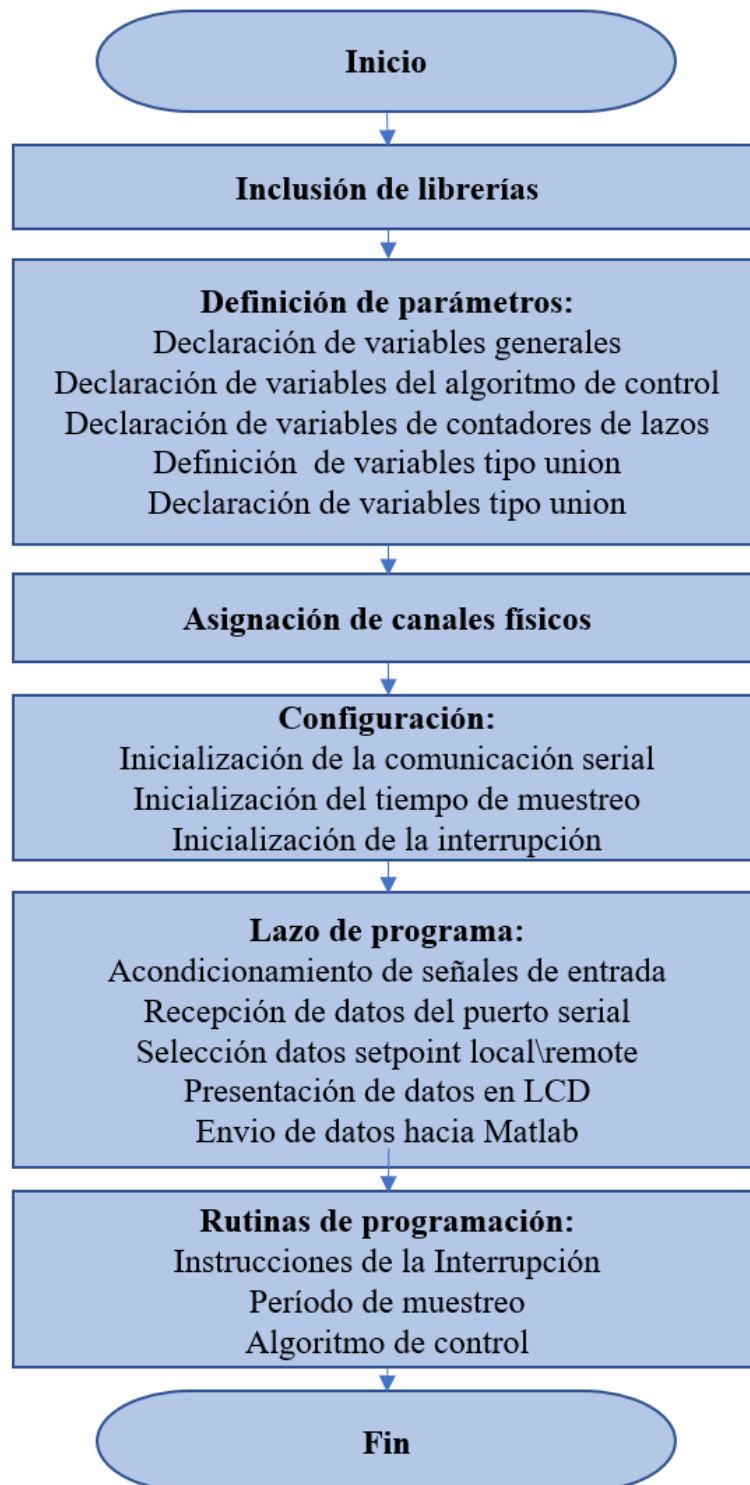 Inicio
Inclusión de librerías
Definición de parámetros:
Declaración de variables generales
Declaración de variables del algoritmo de control
Declaración de variables de contadores de lazos
Definición  de variables tipo union
Declaración de variables tipo union
Asignación de canales físicos
Configuración:
Inicialización de la comunicación serial
Inicialización del tiempo de muestreo
Inicialización de la interrupción
Lazo de programa:
Acondicionamiento de señales de entrada
Recepción de datos del puerto serial
Selección datos setpoint local\remote
Presentación de datos en LCD
Envio de datos hacia Matlab
Rutinas de programación:
Instrucciones de la Interrupción
Período de muestreo
Algoritmo de control
Fin